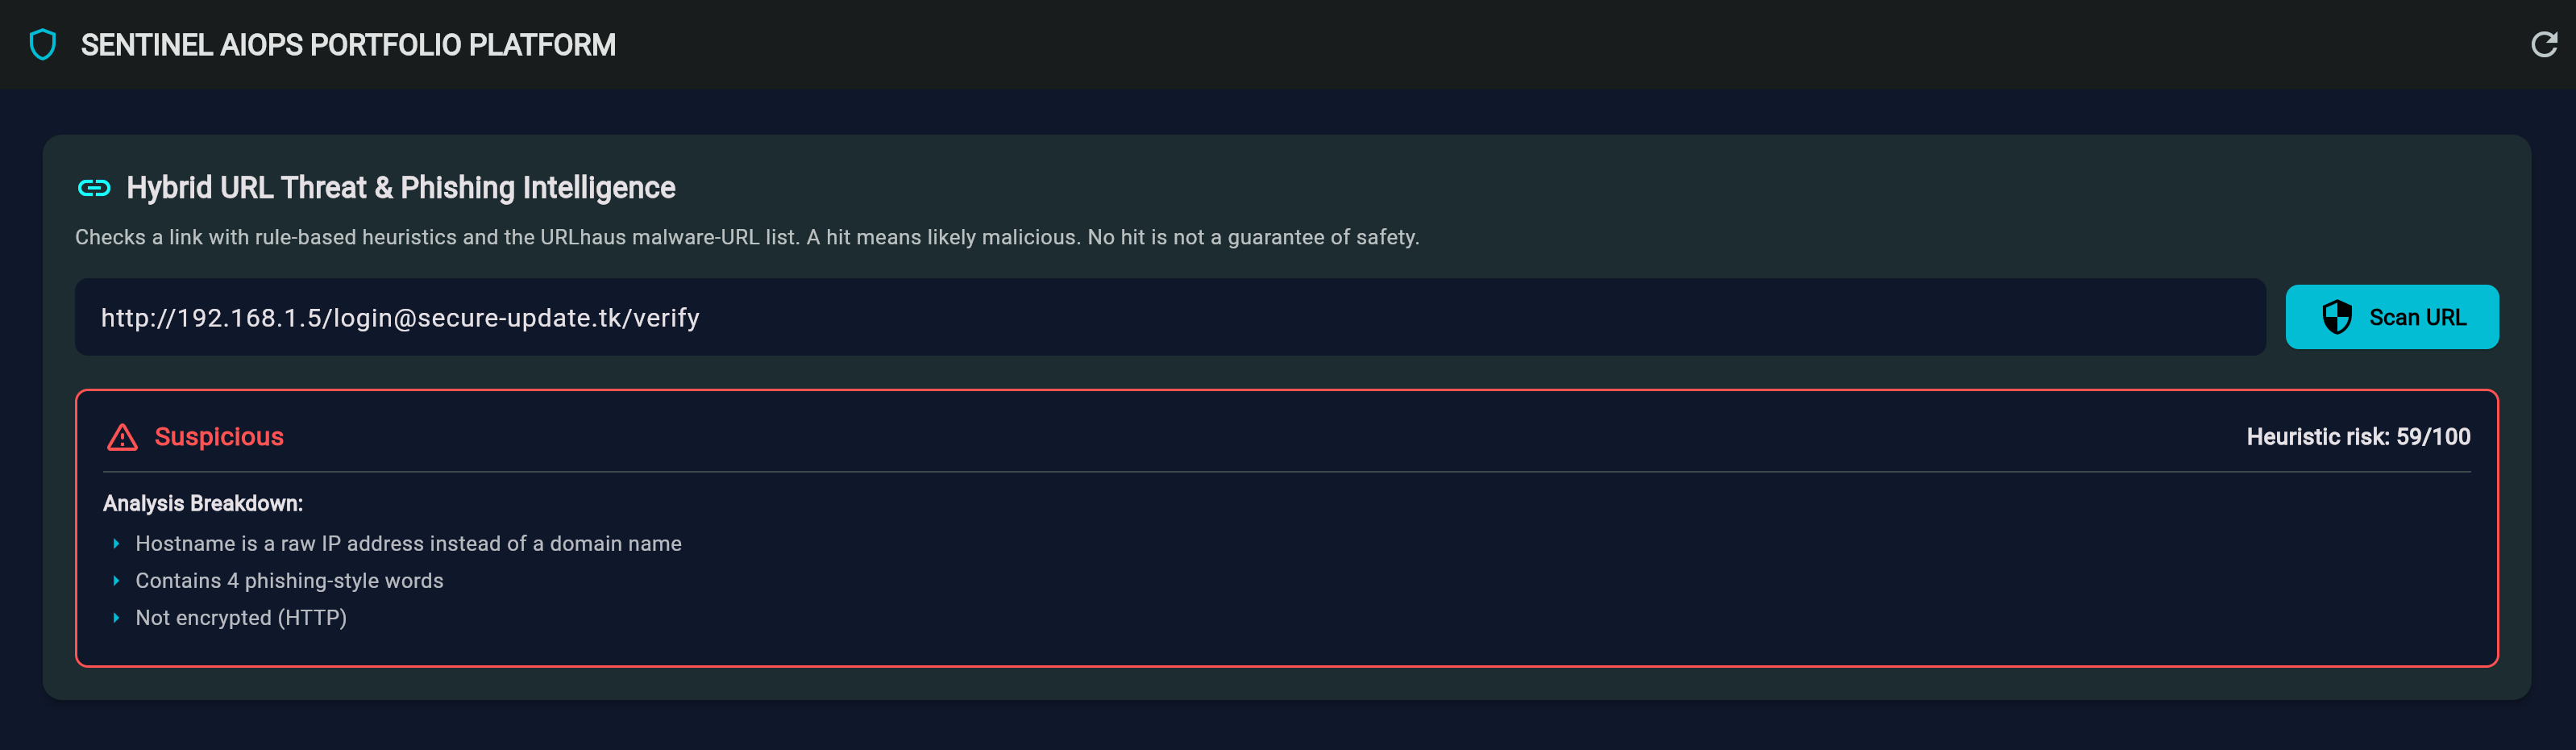 SENTINEL AIOPS PORTFOLIO PLATFORM
Hybrid URL Threat & Phishing Intelligence
Checks a link with rule-based heuristics and the URLhaus malware-URL list. A hit means likely malicious. No hit is not a guarantee of safety.
http://192.168.1.5/login@secure-update.tk/verify
Scan URL
Suspicious
Heuristic risk: 59/100
Analysis Breakdown:
Hostname is a raw IP address instead of a domain name
Contains 4 phishing-style words
Not encrypted (HTTP)